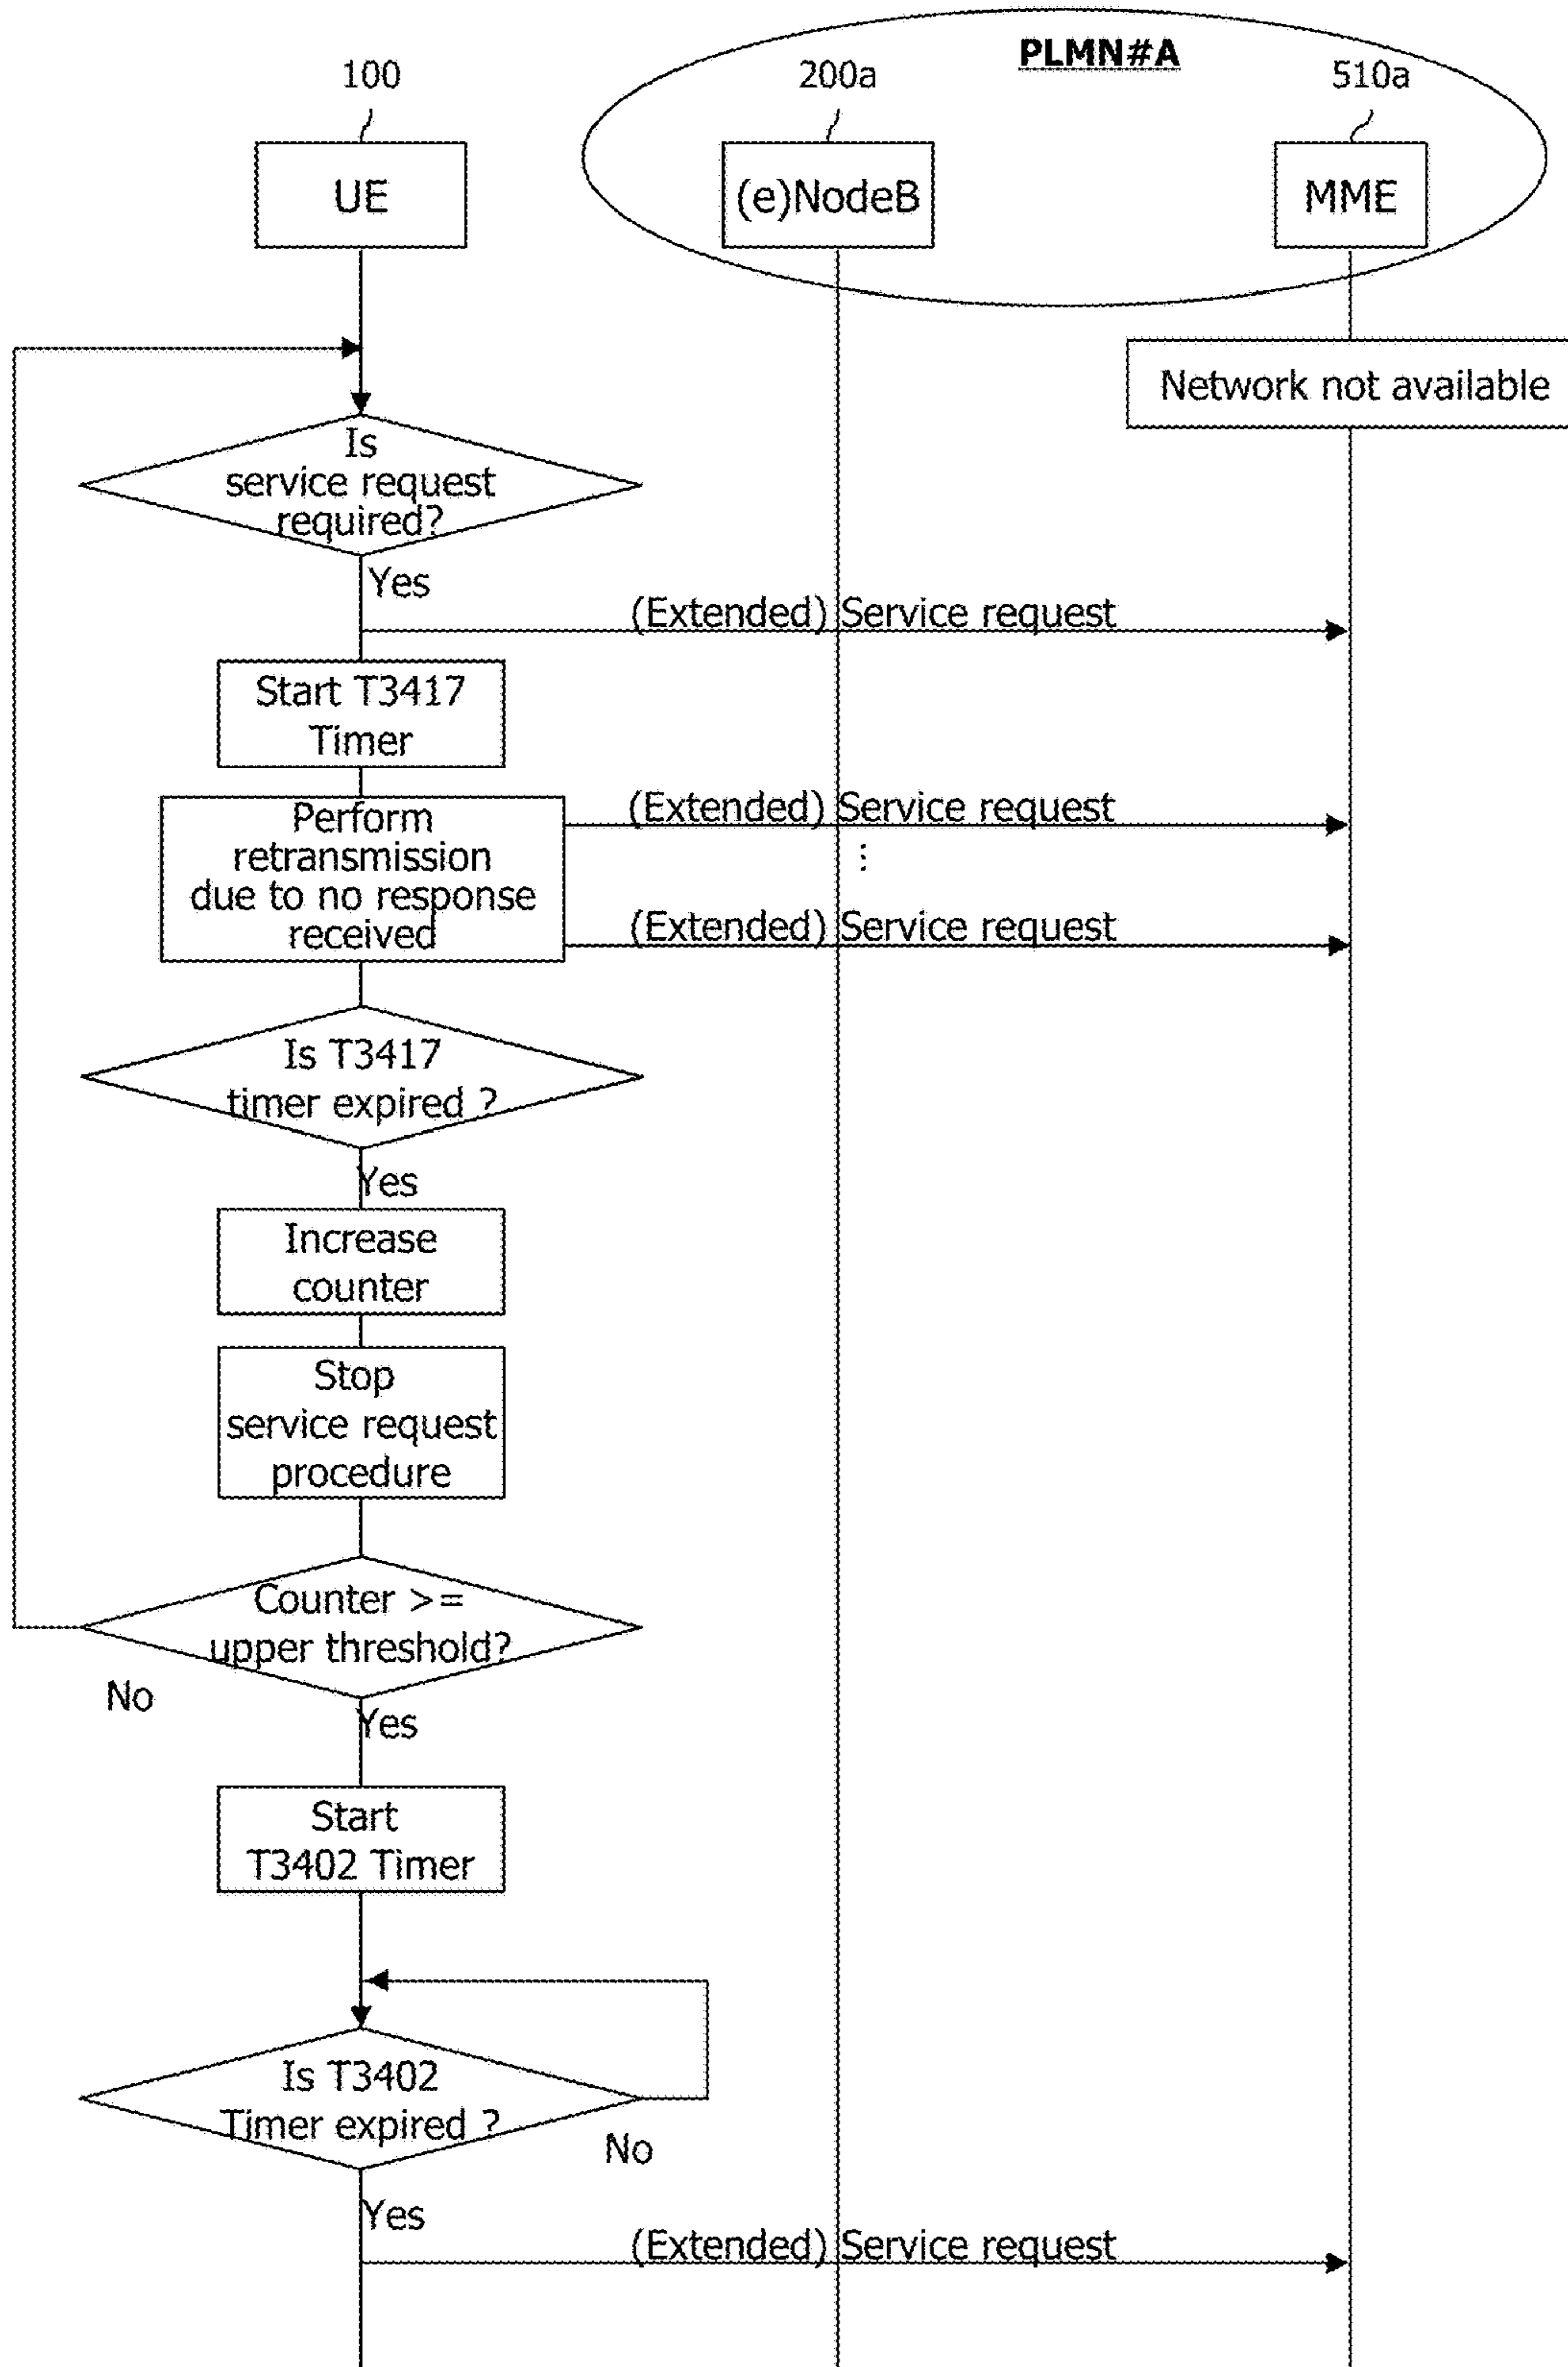 PLMN#A
100
200a
510a
UE
(e)NodeB
MME
Network not available
Is
service request
required?
Yes
(Extended) Service request
Start T3417
Timer
Perform
retransmission
due to no response
received
(Extended) Service request
⋮
(Extended) Service request
Is T3417
timer expired ?
Yes
Increase
counter
Stop
service request
procedure
Counter >=
upper threshold?
No
Yes
Start
T3402 Timer
Is T3402
Timer expired ?
No
Yes
(Extended) Service request